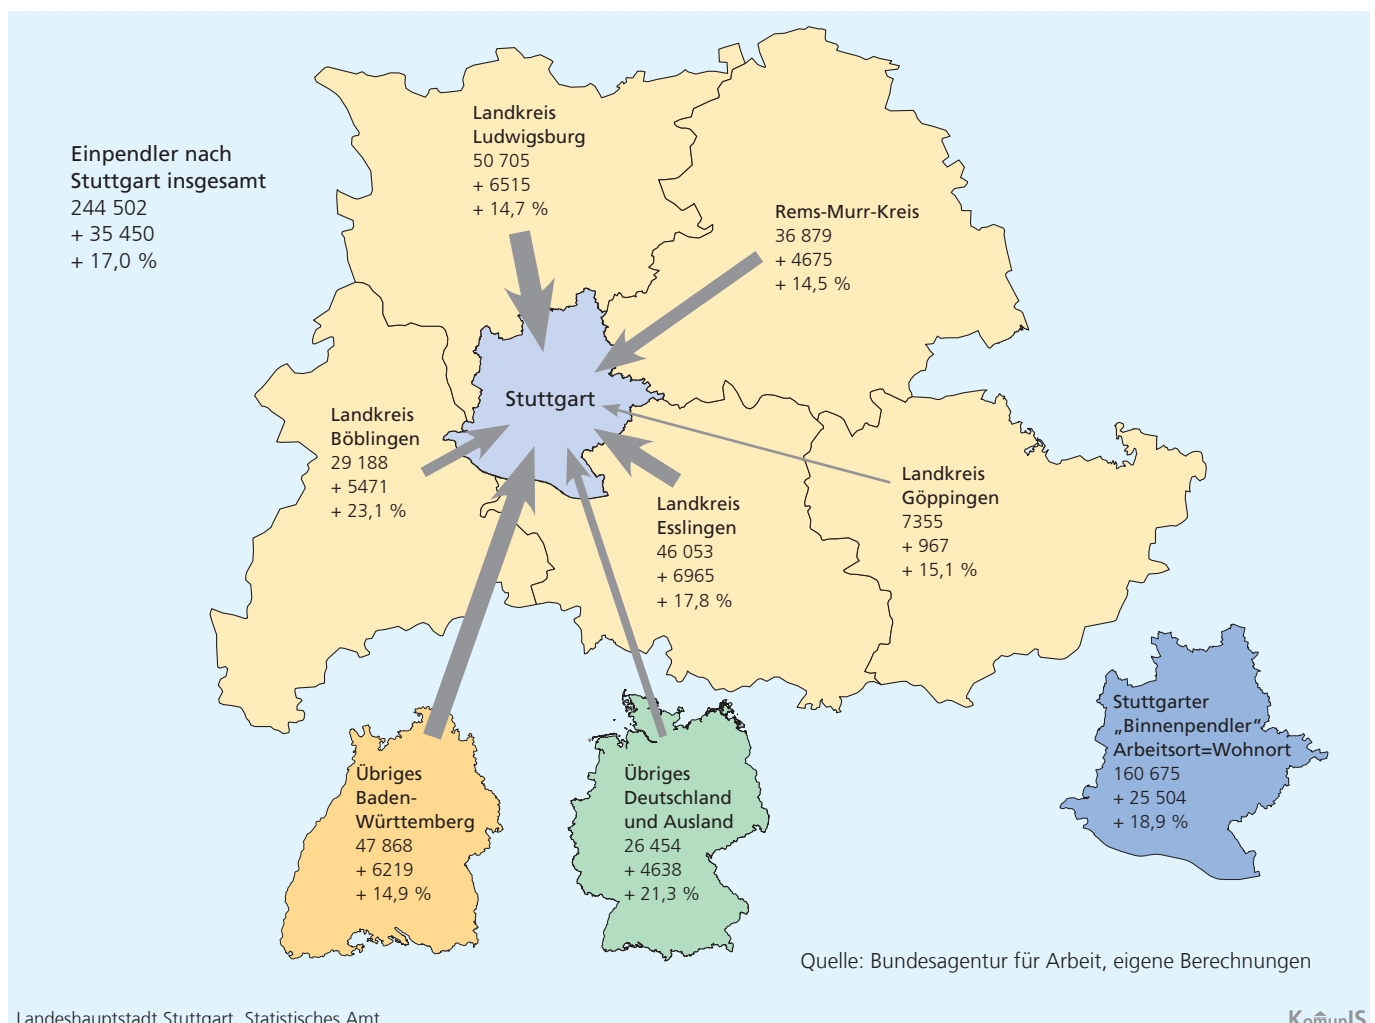 Einpendler nach
Stuttgart insgesamt
244 502
+ 35 450
+ 17,0 %
Landkreis
Ludwigsburg
50 705
+ 6515
+ 14,7 %
Rems-Murr-Kreis
36 879
+ 4675
+ 14,5 %
Stuttgart
Landkreis
Böblingen
29 188
+ 5471
+ 23,1 %
Landkreis
Esslingen
46 053
+ 6965
+ 17,8 %
Landkreis
Göppingen
7355
+ 967
+ 15,1 %
Übriges
Baden-
Württemberg
47 868
+ 6219
+ 14,9 %
Übriges
Deutschland
und Ausland
26 454
+ 4638
+ 21,3 %
Stuttgarter
„Binnenpendler“
Arbeitsort=Wohnort
160 675
+ 25 504
+ 18,9 %
Quelle: Bundesagentur für Arbeit, eigene Berechnungen
Landeshauptstadt Stuttgart, Statistisches Amt
KomunIS